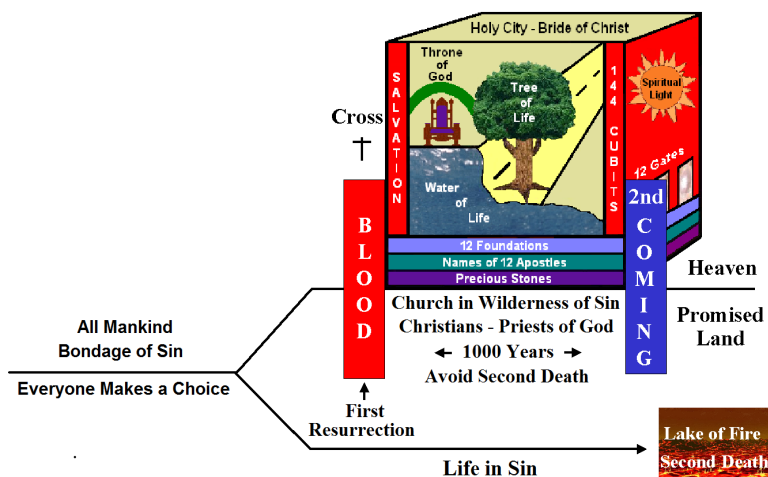 Holy City - Bride of Christ
Throne
of
God
SALVATION
Tree
of
Life
144 CUBITS
Spiritual
Light
Cross
Water
of
Life
12 Gates
BLOOD
2nd
COMING
12 Foundations
Names of 12 Apostles
Precious Stones
Heaven
Church in Wilderness of Sin
Christians - Priests of God
1000 Years
Avoid Second Death
Promised
Land
All Mankind
Bondage of Sin
Everyone Makes a Choice
First
Resurrection
Life in Sin
Lake of Fire
Second Death